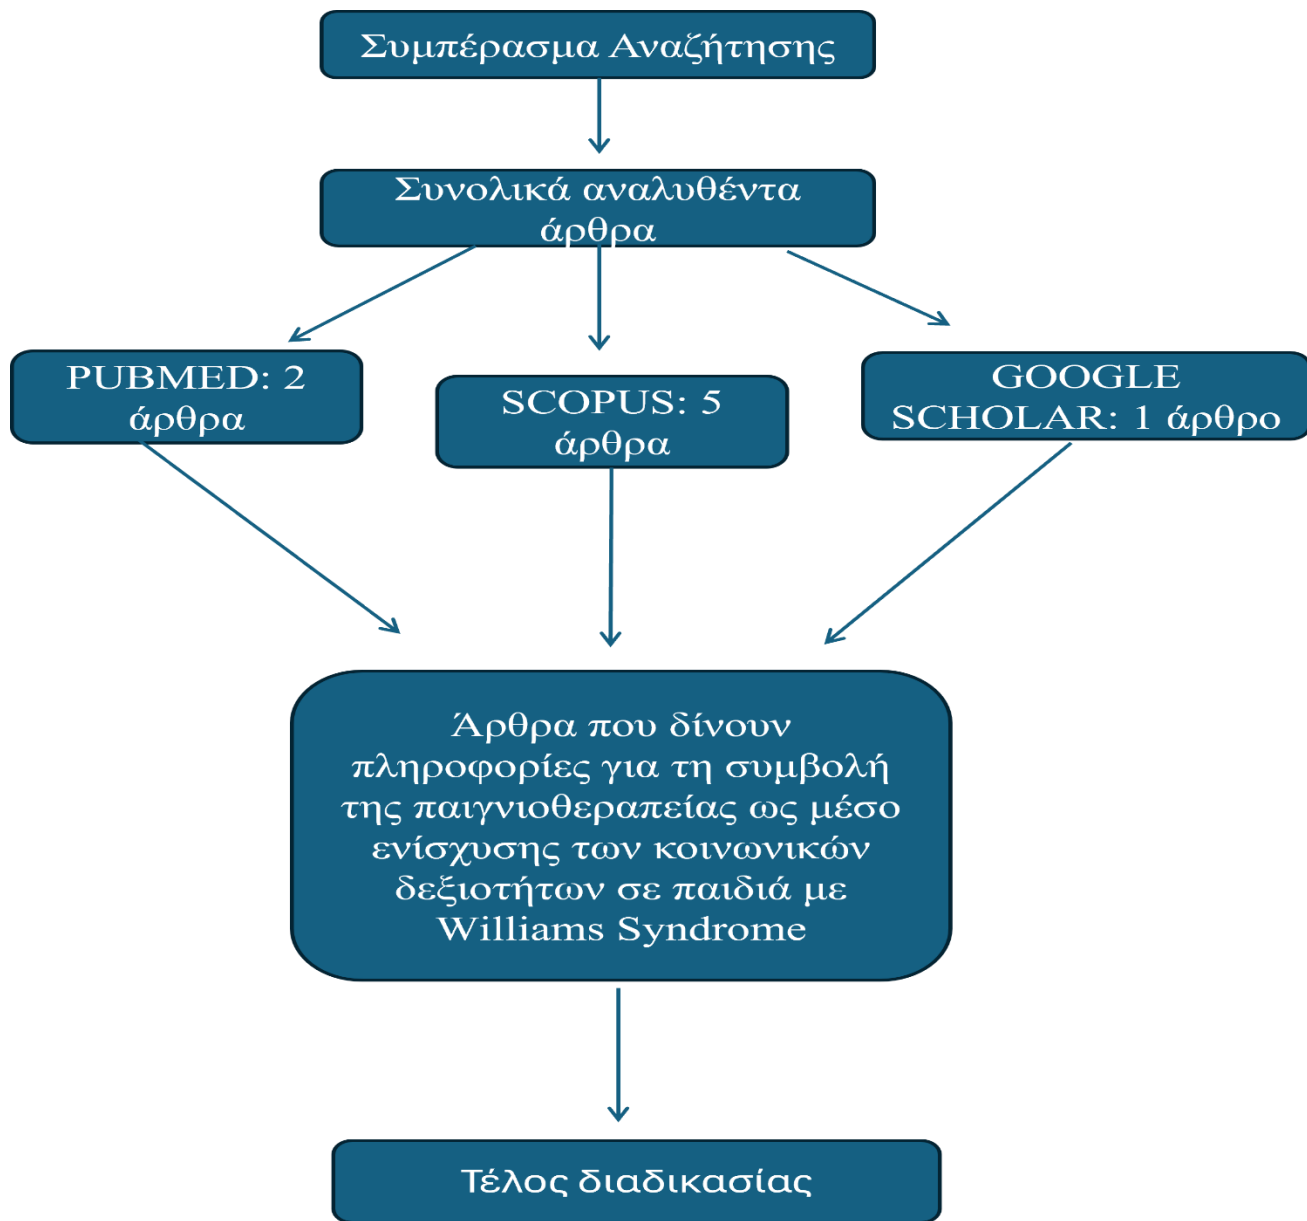 Συμπέρασμα Αναζήτησης
Συνολικά αναλυθέντα
άρθρα
PUBMED: 2
άρθρα
SCOPUS: 5
άρθρα
GOOGLE
SCHOLAR: 1 άρθρο
Άρθρα που δίνουν
πληροφορίες για τη συμβολή
της παιγνιοθεραπείας ως μέσο
ενίσχυσης των κοινωνικών
δεξιοτήτων σε παιδιά με
Williams Syndrome
Τέλος διαδικασίας